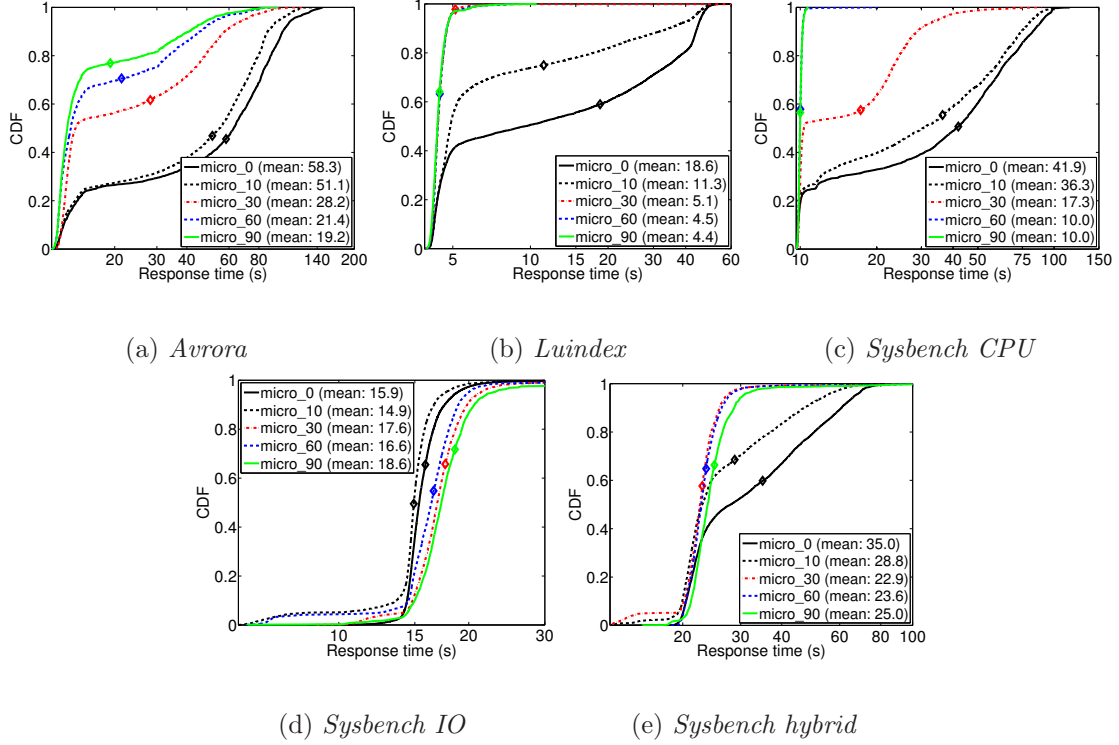 1
0.8
0.6
0.4
0.2
0
CDF
20 40 60 80 140 200
Response time (s)
micro_0 (mean: 58.3)
micro_10 (mean: 51.1)
micro_30 (mean: 28.2)
micro_60 (mean: 21.4)
micro_90 (mean: 19.2)
(a) Avrora
1
0.8
0.6
0.4
0.2
0
CDF
5 10 15 20 30 40 60
Response time (s)
micro_0 (mean: 18.6)
micro_10 (mean: 11.3)
micro_30 (mean: 5.1)
micro_60 (mean: 4.5)
micro_90 (mean: 4.4)
(b) Luindex
1
0.8
0.6
0.4
0.2
0
CDF
10 20 30 40 50 75 100 150
Response time (s)
micro_0 (mean: 41.9)
micro_10 (mean: 36.3)
micro_30 (mean: 17.3)
micro_60 (mean: 10.0)
micro_90 (mean: 10.0)
(c) Sysbench CPU
1
0.8
0.6
0.4
0.2
0
CDF
10 15 20 30
Response time (s)
micro_0 (mean: 15.9)
micro_10 (mean: 14.9)
micro_30 (mean: 17.6)
micro_60 (mean: 16.6)
micro_90 (mean: 18.6)
(d) Sysbench IO
1
0.8
0.6
0.4
0.2
0
CDF
20 30 40 60 80 100
Response time (s)
micro_0 (mean: 35.0)
micro_10 (mean: 28.8)
micro_30 (mean: 22.9)
micro_60 (mean: 23.6)
micro_90 (mean: 25.0)
(e) Sysbench hybrid